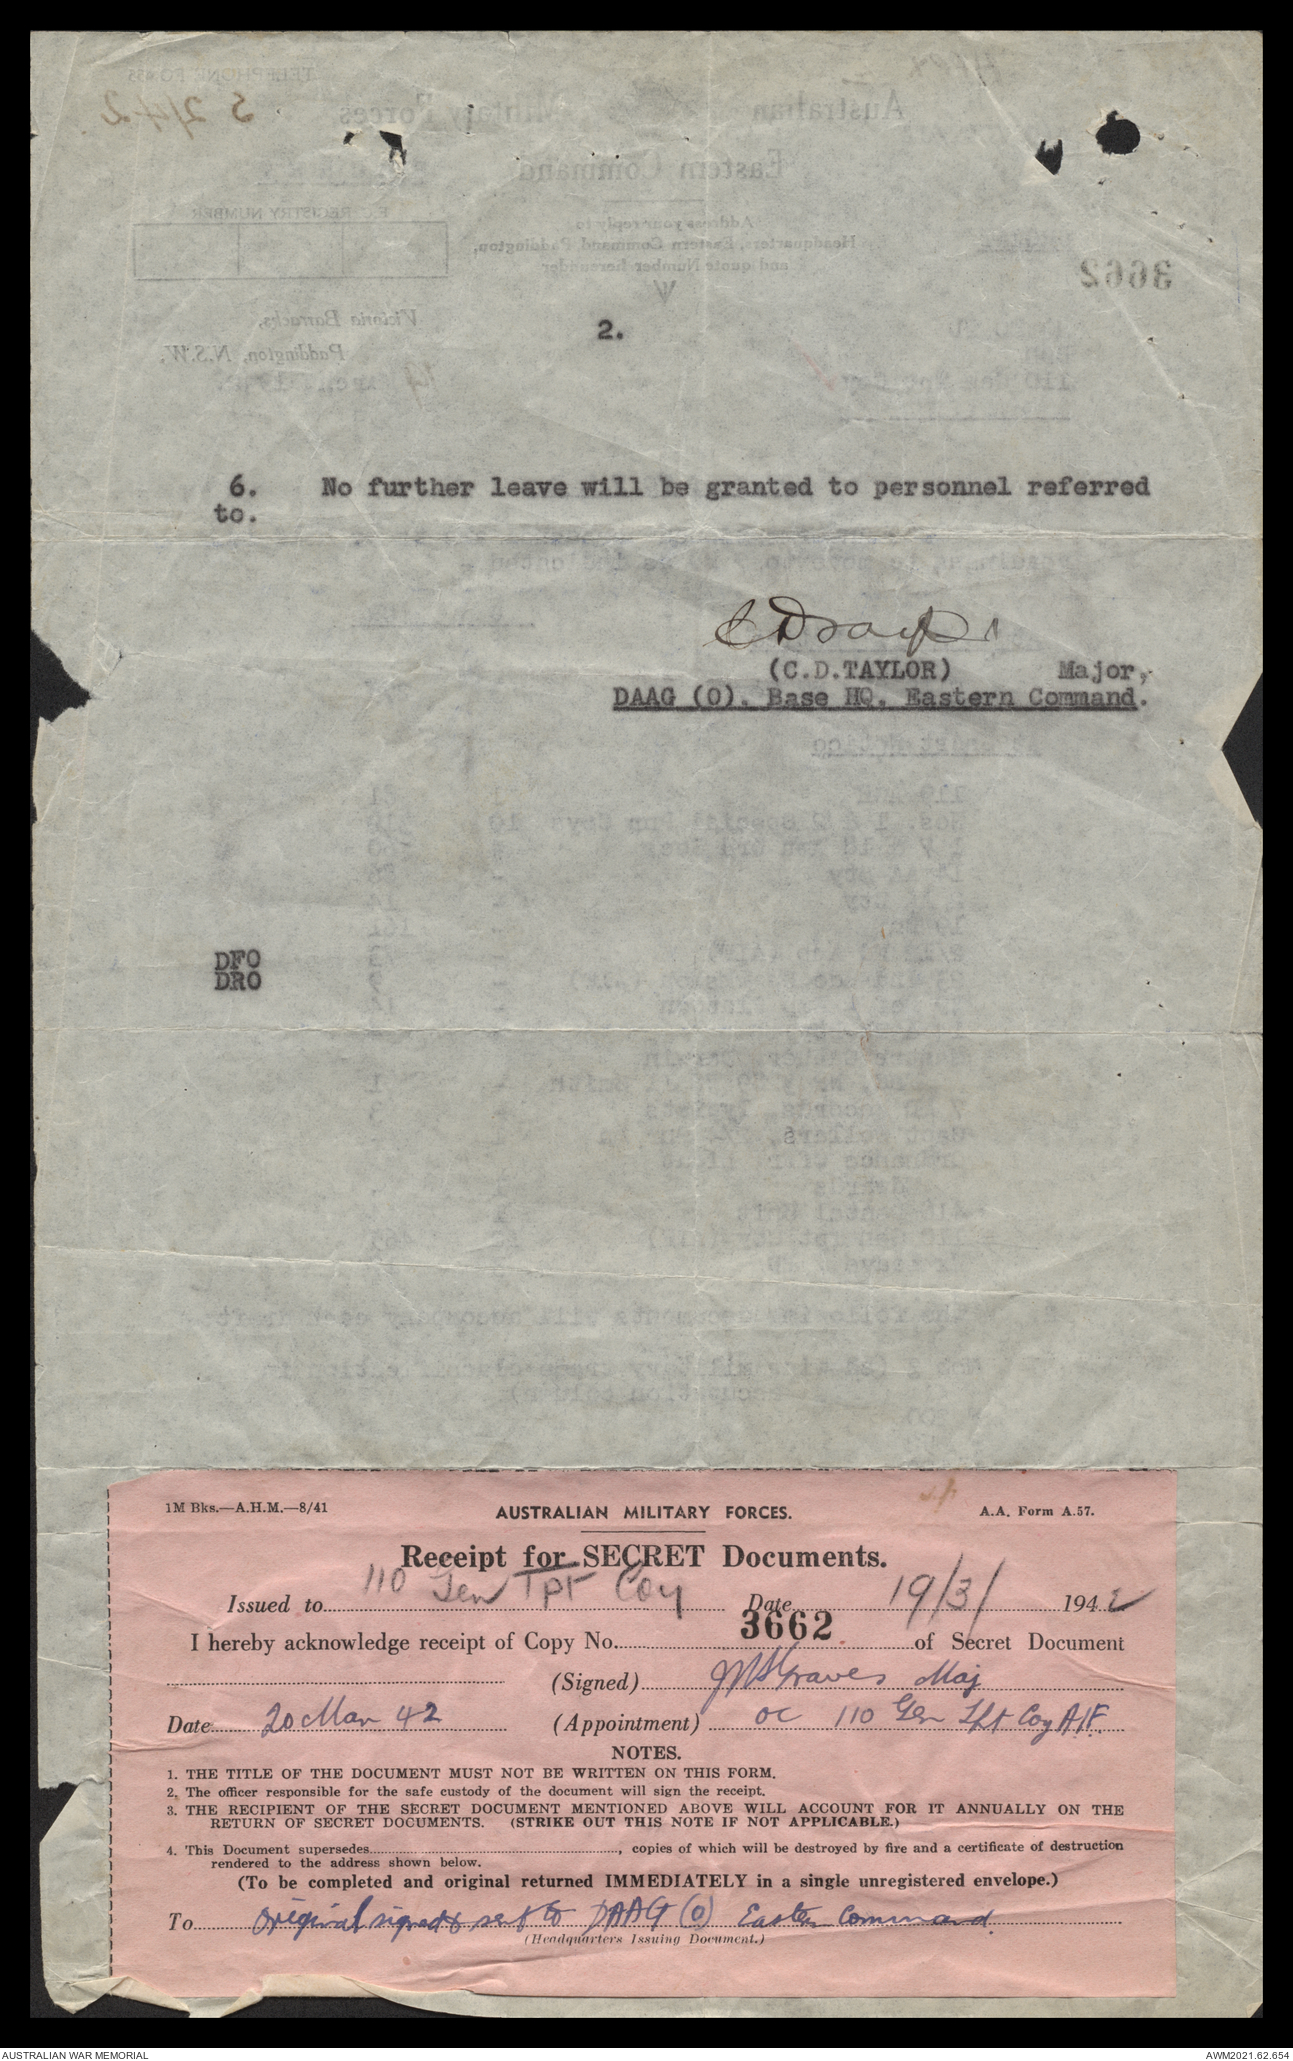 2.
6. No further leave will be granted to personnel referred
to.
(C.D.TAYLOR) Major,
DAAG (O). Base HQ. Eastern Command.
DFO
DRO
1M Bks.—A.H.M.—8/41 AUSTRALIAN MILITARY FORCES. A.A. Form A.57.
Receipt for SECRET Documents.
Issued to 110 Gen Tpt Coy Date 19/3/ 1942
I hereby acknowledge receipt of Copy No. 3662 of Secret Document
(Signed) Graves Maj
Date 20 Mar 42 (Appointment) OC 110 Gen Tpt Coy AIF.
NOTES.
1. THE TITLE OF THE DOCUMENT MUST NOT BE WRITTEN ON THIS FORM.
2. The officer responsible for the safe custody of the document will sign the receipt.
3. THE RECIPIENT OF THE SECRET DOCUMENT MENTIONED ABOVE WILL ACCOUNT FOR IT ANNUALLY ON THE
RETURN OF SECRET DOCUMENTS. (STRIKE OUT THIS NOTE IF NOT APPLICABLE.)
4. This Document supersedes, copies of which will be destroyed by fire and a certificate of destruction
rendered to the address shown below.
(To be completed and original returned IMMEDIATELY in a single unregistered envelope.)
To Original signed & sent to DAAG (O) Eastern Command.
(Headquarters Issuing Document.)
AUSTRALIAN WAR MEMORIAL AWM2021.62.654